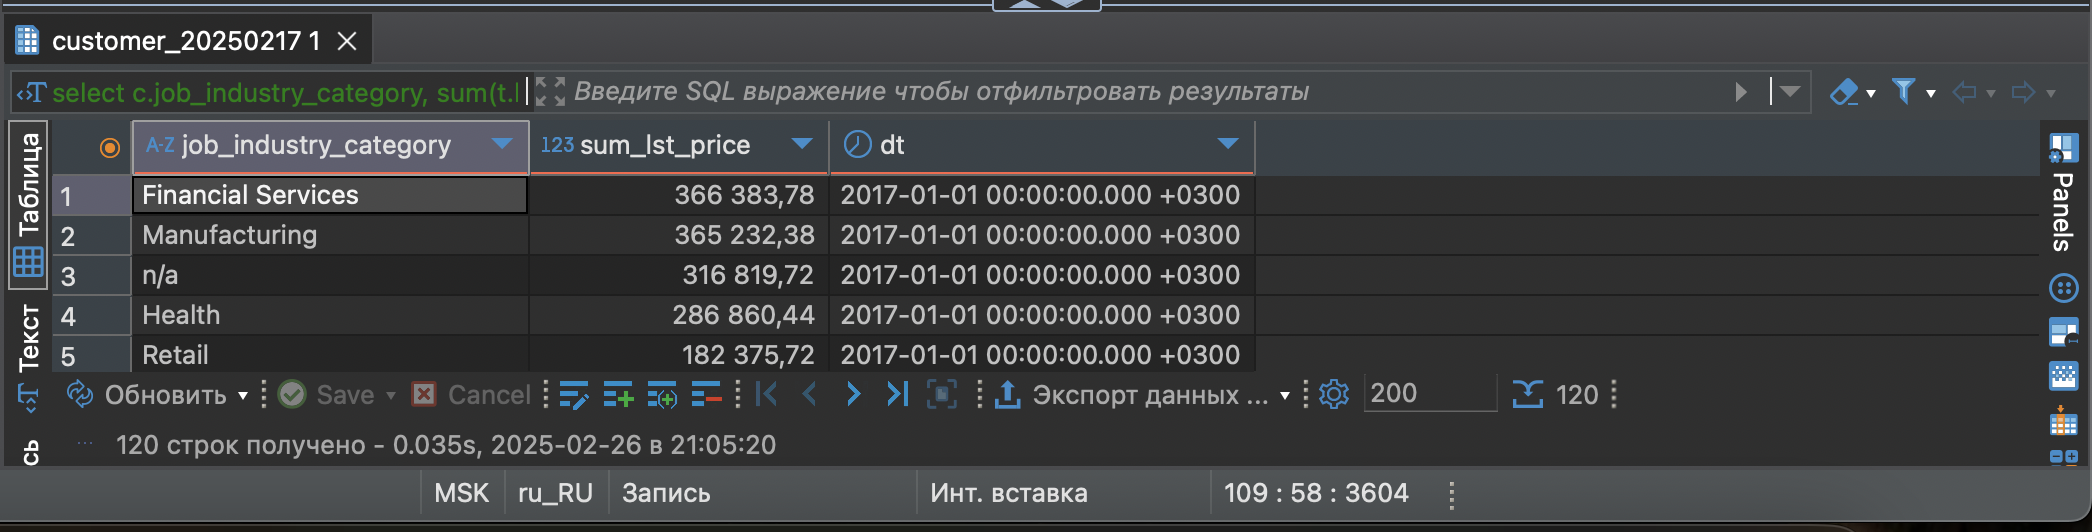 customer_20250217 1
select c.job_industry_category, sum(t.l Введите SQL выражение чтобы отфильтровать результаты
Таблица
Текст
A-Z job_industry_category 123 sum_lst_price dt
1 Financial Services 366 383,78 2017-01-01 00:00:00.000 +0300
2 Manufacturing 365 232,38 2017-01-01 00:00:00.000 +0300
3 n/a 316 819,72 2017-01-01 00:00:00.000 +0300
4 Health 286 860,44 2017-01-01 00:00:00.000 +0300
5 Retail 182 375,72 2017-01-01 00:00:00.000 +0300
Panels
Обновить Save Cancel Экспорт данных ... 200 120
сь
120 строк получено - 0.035s, 2025-02-26 в 21:05:20
MSK ru_RU Запись Инт. вставка 109 : 58 : 3604